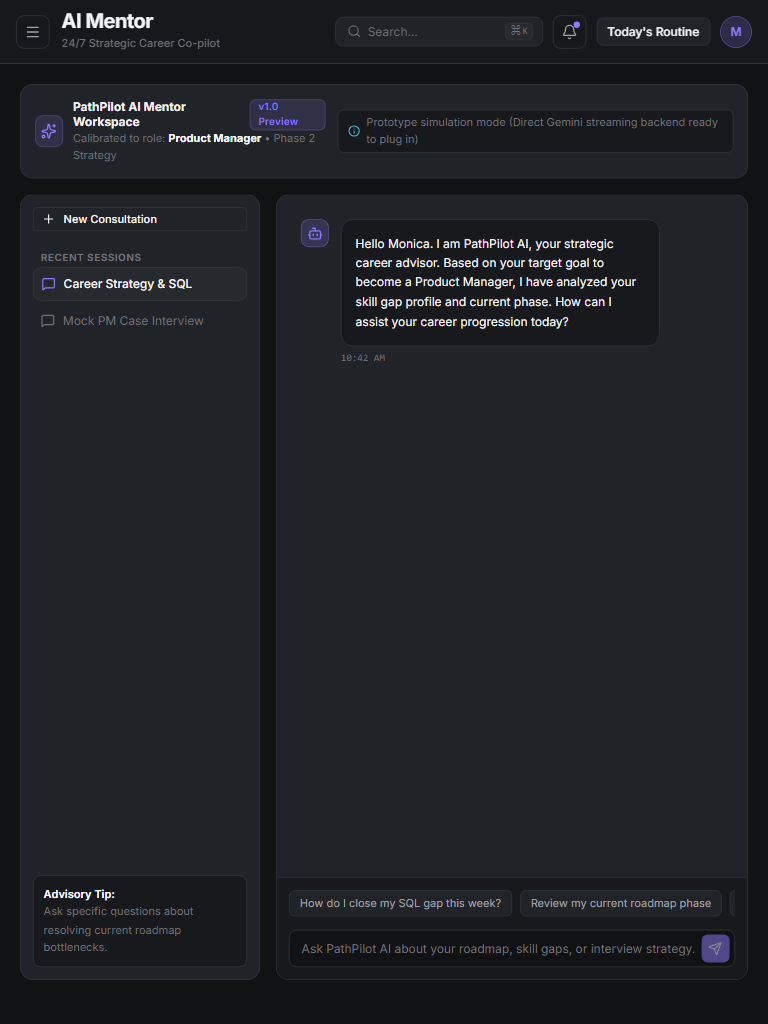 AI Mentor
24/7 Strategic Career Co-pilot
Search...
⌘K
Today's Routine
M
PathPilot AI Mentor
Workspace
v1.0
Preview
Calibrated to role: Product Manager • Phase 2
Strategy
Prototype simulation mode (Direct Gemini streaming backend ready
to plug in)
New Consultation
RECENT SESSIONS
Career Strategy & SQL
Mock PM Case Interview
Hello Monica. I am PathPilot AI, your strategic
career advisor. Based on your target goal to
become a Product Manager, I have analyzed your
skill gap profile and current phase. How can I
assist your career progression today?
10:42 AM
Advisory Tip:
Ask specific questions about
resolving current roadmap
bottlenecks.
How do I close my SQL gap this week?
Review my current roadmap phase
Ask PathPilot AI about your roadmap, skill gaps, or interview strategy.